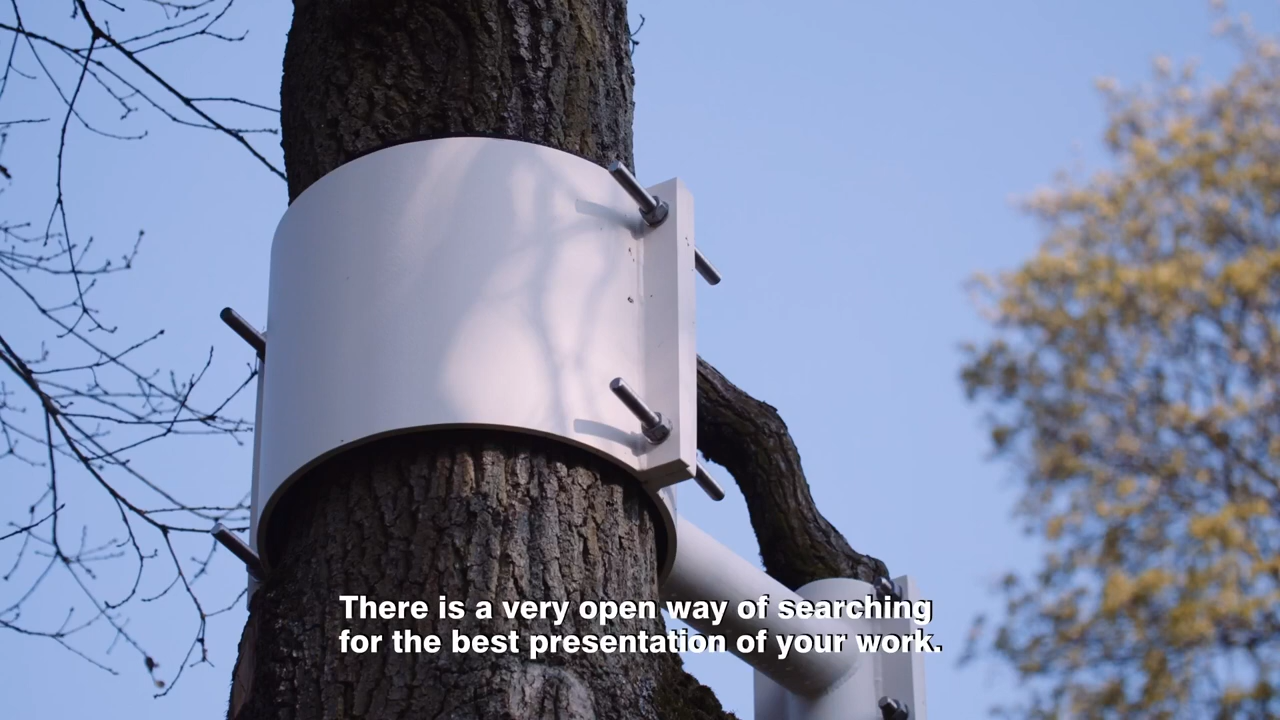 There is a very open way of searching
for the best presentation of your work.